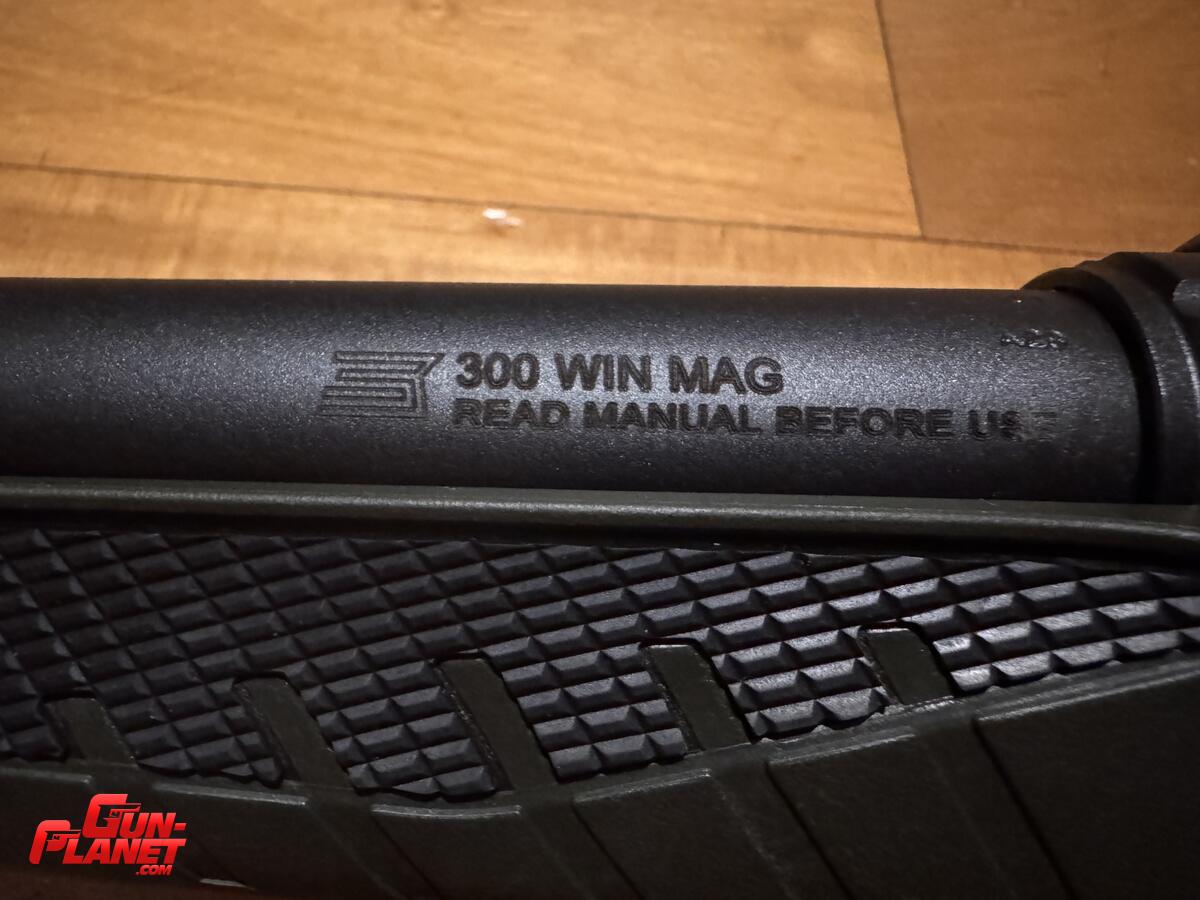 300 WIN MAG
READ MANUAL BEFORE USE
GUN-
PLANET
.COM